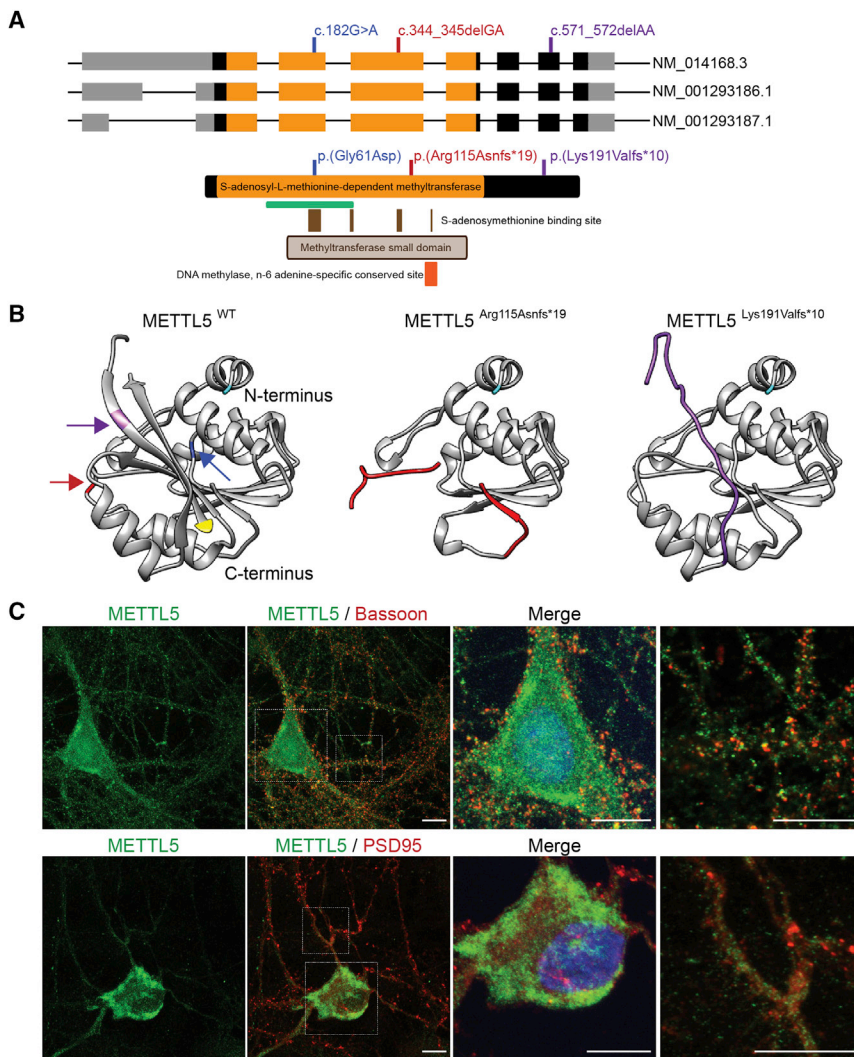 A
c.182G>A c.344_345delGA c.571_572delAA
NM_014168.3
NM_001293186.1
NM_001293187.1
p.(Gly61Asp) p.(Arg115Asnfs*19) p.(Lys191Valfs*10)
S-adenosyl-L-methionine-dependent methyltransferase
S-adenosymethionine binding site
Methyltransferase small domain
DNA methylase, n-6 adenine-specific conserved site
B
METTL5 WT METTL5 Arg115Asnfs*19 METTL5 Lys191Valfs*10
N-terminus
C-terminus
C
METTL5 METTL5 / Bassoon Merge
METTL5 METTL5 / PSD95 Merge